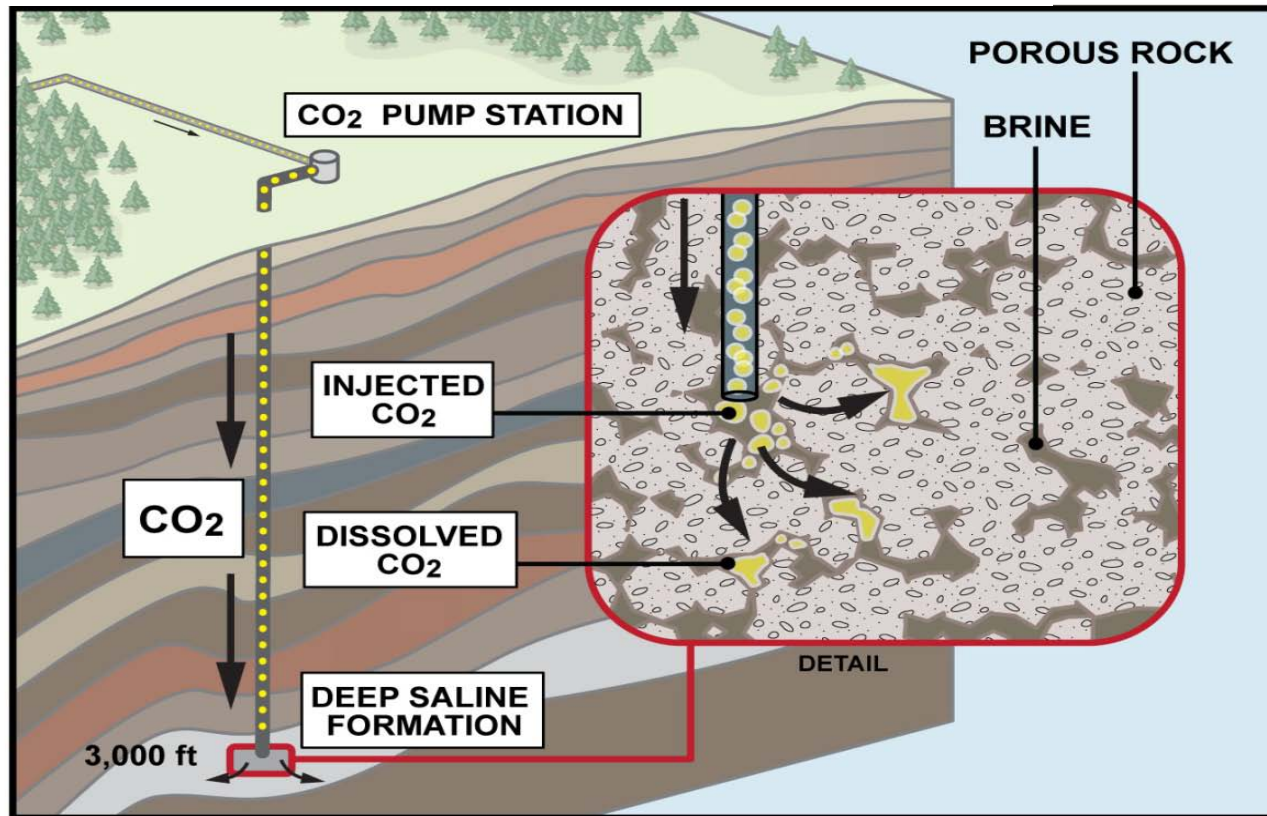 POROUS ROCK
BRINE
CO₂ PUMP STATION
INJECTED
CO₂
CO₂
DISSOLVED
CO₂
DETAIL
DEEP SALINE
FORMATION
3,000 ft